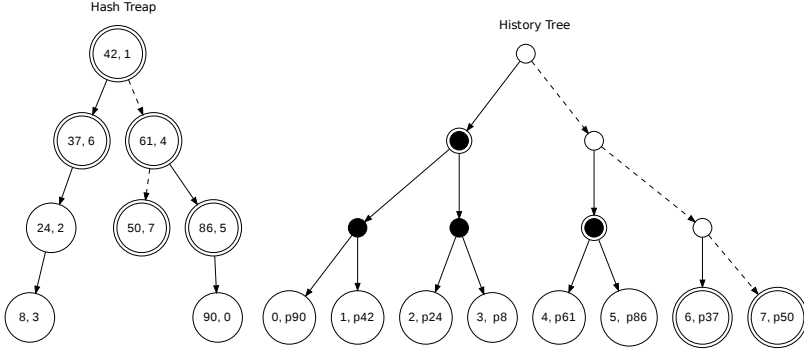 Hash Treap
42, 1
37, 6
61, 4
24, 2
50, 7
86, 5
8, 3
90, 0
History Tree
0, p90
1, p42
2, p24
3, p8
4, p61
5, p86
6, p37
7, p50